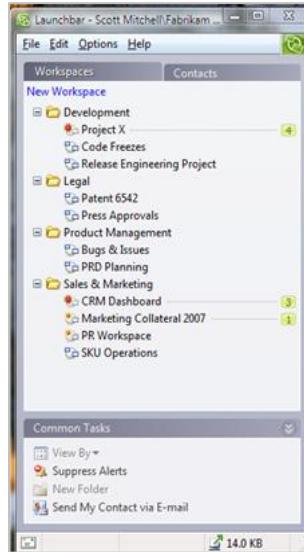 Launchbar - Scott Mitchell\Fabrikam ...
File Edit Options Help
Workspaces Contacts
New Workspace
Development
Project X 4
Code Freezes
Release Engineering Project
Legal
Patent 6542
Press Approvals
Product Management
Bugs & Issues
PRD Planning
Sales & Marketing
CRM Dashboard 3
Marketing Collateral 2007 1
PR Workspace
SKU Operations
Common Tasks
View By
Suppress Alerts
New Folder
Send My Contact via E-mail
14.0 KB